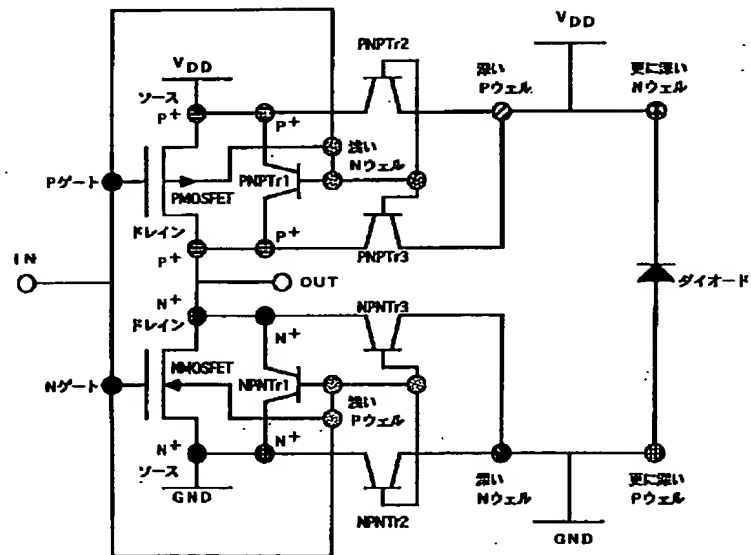 VDD
PNPTr2
VDD
深い
Pウェル
更に深い
Nウェル
ソース
P+
P+
浅い
Nウェル
Pゲート
PMOSFET
PNPTr1
ドレイン
P+
P+
PNPTr3
IN
OUT
ダイオード
N+
ドレイン
N+
NPNTr3
NMOSFET
Nゲート
NPNTr1
浅い
Pウェル
N+
N+
ソース
GND
NPNTr2
深い
Nウェル
更に深い
Pウェル
GND